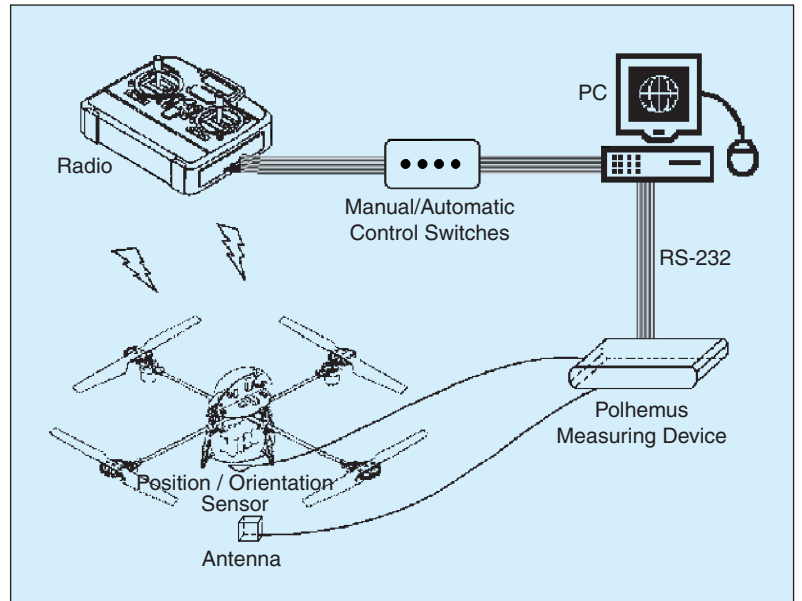 PC
Radio
Manual/Automatic
Control Switches
RS-232
Polhemus
Measuring Device
Position / Orientation
Sensor
Antenna